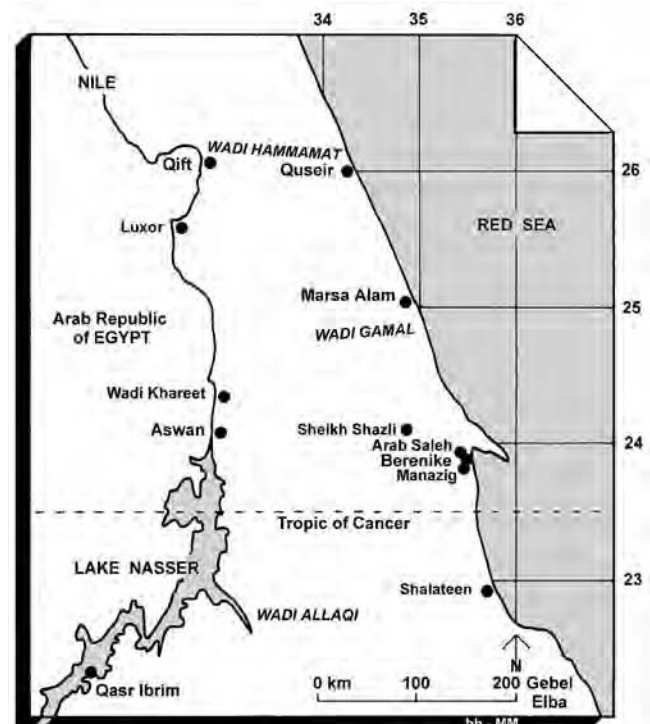 34 35 36
NILE
WADI HAMMAMAT
Qift
Quseir
26
Luxor
RED SEA
Marsa Alam
25
Arab Republic
of EGYPT
WADI GAMAL
Wadi Khareet
Aswan
Sheikh Shazli
Arab Saleh
24
Berenike
Manazig
Tropic of Cancer
LAKE NASSER
23
Shalateen
WADI ALLAQI
N
Qasr Ibrim
0 km 100 200 Gebel
Elba